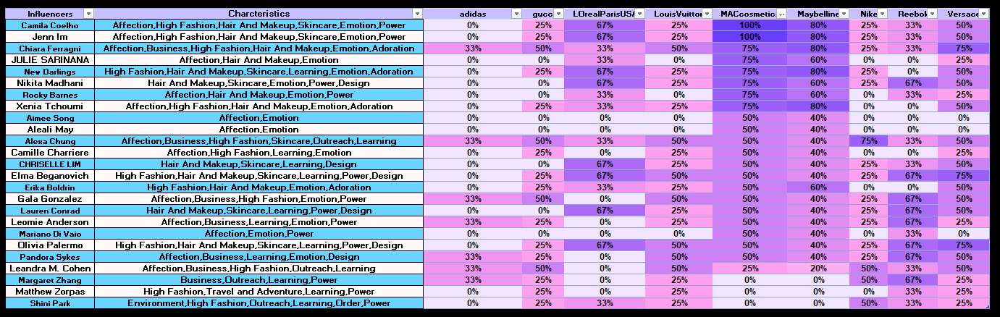 Influencers Charcteristics adidas gucc LOrealParisUSA LouisVuitton MACcosmetics Maybelline Nike Reebok Versace
Camila Coelho Affection,High Fashion,Hair And Makeup,Skincare,Emotion,Power 0% 25% 67% 25% 100% 80% 25% 33% 50%
Jenn Im Affection,High Fashion,Hair And Makeup,Skincare,Emotion,Power 0% 25% 67% 25% 100% 80% 25% 33% 50%
Chiara Ferragni Affection,Business,High Fashion,Hair And Makeup,Emotion,Adoration 33% 50% 33% 50% 75% 80% 25% 33% 75%
JULIE SARINANA Affection,Hair And Makeup,Emotion 0% 0% 33% 0% 75% 60% 0% 0% 25%
New Darlings High Fashion,Hair And Makeup,Skincare,Learning,Emotion,Adoration 0% 25% 67% 25% 75% 80% 25% 0% 50%
Nikita Madhani Hair And Makeup,Skincare,Emotion,Power,Design 0% 0% 67% 25% 75% 60% 25% 67% 50%
Rocky Barnes Affection,Hair And Makeup,Emotion,Power 0% 0% 33% 0% 75% 60% 0% 33% 25%
Xenia Tchoumi Affection,High Fashion,Hair And Makeup,Emotion,Adoration 0% 25% 33% 25% 75% 80% 0% 0% 50%
Aimee Song Affection,Emotion 0% 0% 0% 0% 50% 40% 0% 0% 0%
Aleali May Affection,Emotion 0% 0% 0% 0% 50% 40% 0% 0% 0%
Alexa Chung Affection,Business,High Fashion,Skincare,Outreach,Learning 33% 50% 33% 50% 50% 40% 75% 33% 50%
Camille Charriere Affection,High Fashion,Learning,Emotion 0% 25% 0% 25% 50% 40% 0% 0% 25%
CHRISELLE LIM Hair And Makeup,Skincare,Learning,Design 0% 0% 67% 50% 50% 40% 25% 33% 50%
Elma Beganovich High Fashion,Hair And Makeup,Skincare,Learning,Power,Design 0% 25% 67% 50% 50% 40% 25% 67% 75%
Erika Boldrin High Fashion,Hair And Makeup,Emotion,Adoration 0% 25% 33% 25% 50% 60% 0% 0% 50%
Gala Gonzalez Affection,Business,High Fashion,Emotion,Power 33% 50% 0% 50% 50% 40% 25% 67% 50%
Lauren Conrad Hair And Makeup,Skincare,Learning,Power,Design 0% 0% 67% 50% 50% 40% 25% 67% 50%
Leomie Anderson Affection,Business,Learning,Emotion,Power 33% 25% 0% 25% 50% 40% 25% 67% 25%
Mariano Di Vaio Affection,Emotion,Power 0% 0% 0% 0% 50% 40% 0% 33% 0%
Olivia Palermo High Fashion,Hair And Makeup,Skincare,Learning,Power,Design 0% 25% 67% 50% 50% 40% 25% 67% 75%
Pandora Sykes Affection,Business,Learning,Emotion,Design 33% 25% 0% 50% 50% 40% 25% 67% 50%
Leandra M. Cohen Affection,Business,High Fashion,Outreach,Learning 33% 50% 0% 50% 25% 20% 50% 33% 50%
Margaret Zhang Business,Outreach,Learning,Power 33% 25% 0% 25% 0% 0% 50% 67% 25%
Matthew Zorpas High Fashion,Travel and Adventure,Learning,Power 0% 25% 0% 25% 0% 0% 0% 33% 25%
Shini Park Environment,High Fashion,Outreach,Learning,Order,Power 0% 25% 33% 25% 0% 0% 50% 33% 25%